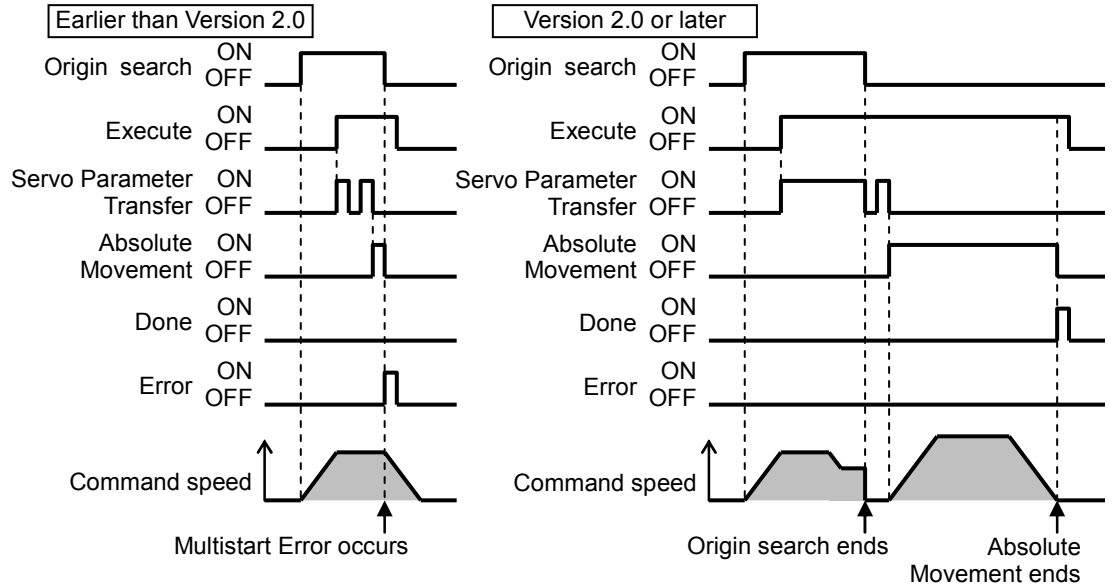 Earlier than Version 2.0
Origin search
ON
OFF
Execute
ON
OFF
Servo Parameter
Transfer
ON
OFF
Absolute
Movement
ON
OFF
Done
ON
OFF
Error
ON
OFF
Command speed
Multistart Error occurs
Version 2.0 or later
Origin search
ON
OFF
Execute
ON
OFF
Servo Parameter
Transfer
ON
OFF
Absolute
Movement
ON
OFF
Done
ON
OFF
Error
ON
OFF
Command speed
Origin search ends
Absolute
Movement ends